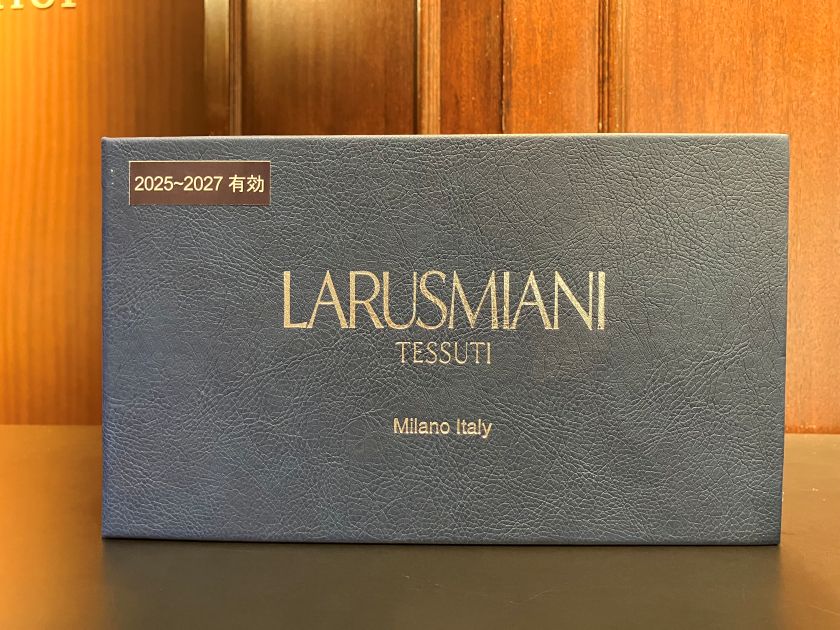 2025~2027 有効
LARUSMIANI
TESSUTI
Milano Italy